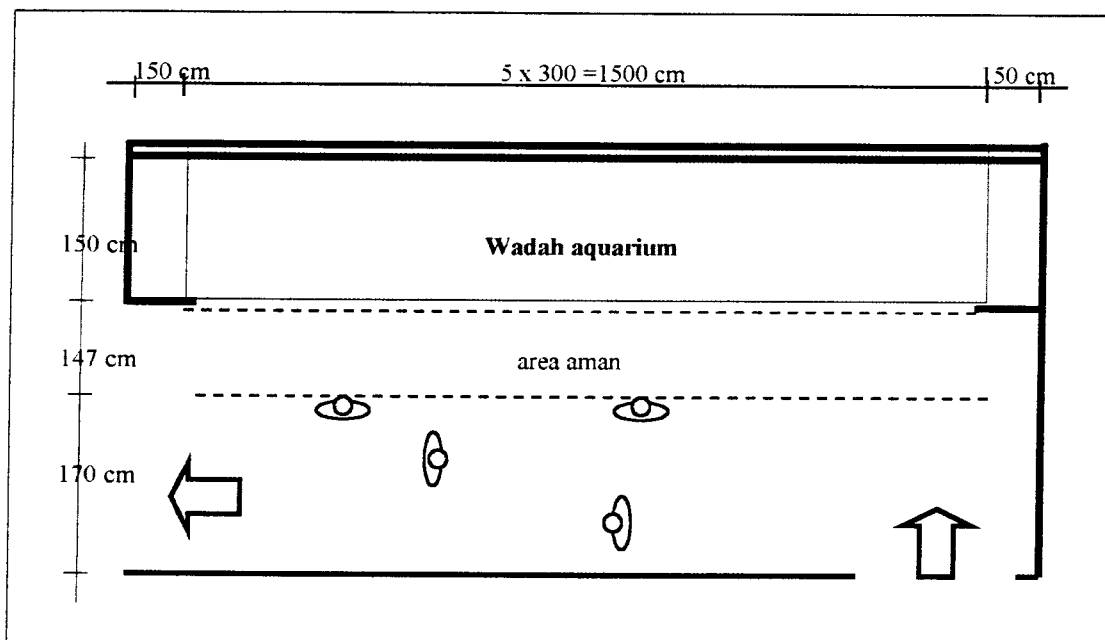 150 cm
5 x 300 =1500 cm
150 cm
150 cm
Wadah aquarium
147 cm
area aman
170 cm